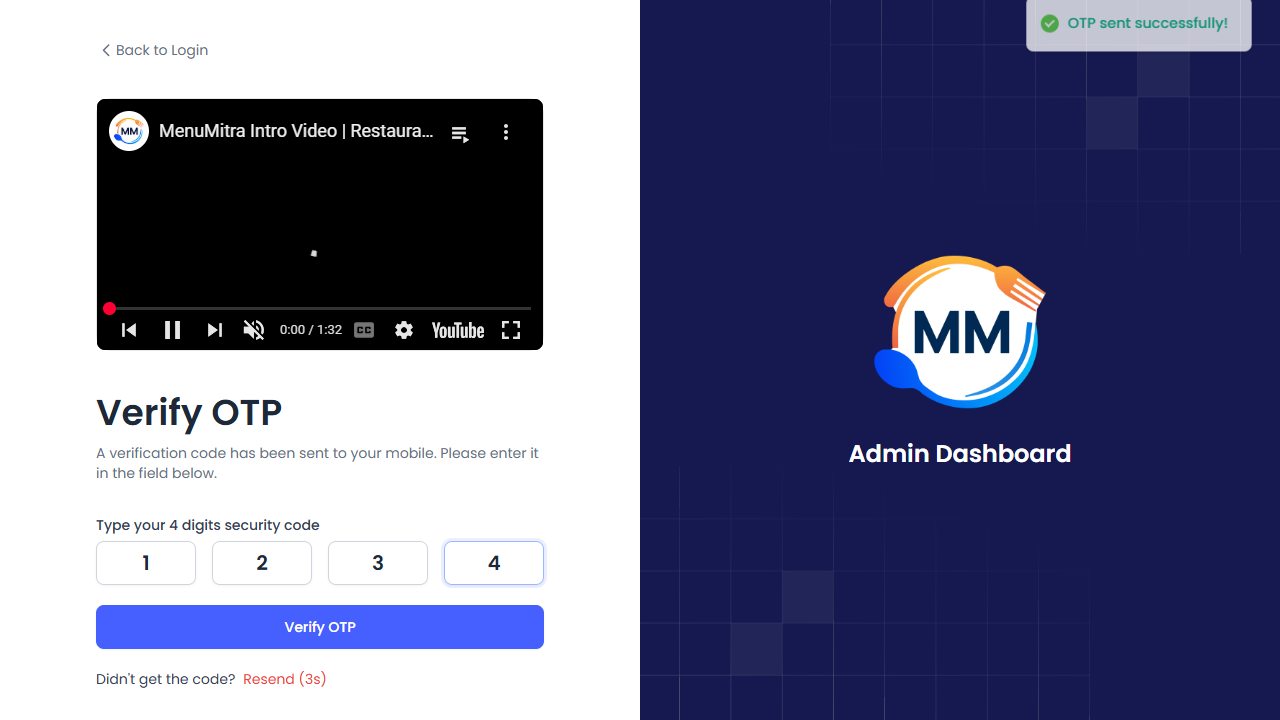 Back to Login
OTP sent successfully!
MM
MenuMitra Intro Video | Restaura...
0:00 / 1:32
CC
YouTube
Verify OTP
A verification code has been sent to your mobile. Please enter it
in the field below.
Type your 4 digits security code
1 2 3 4
Verify OTP
Didn't get the code? Resend (3s)
MM
Admin Dashboard